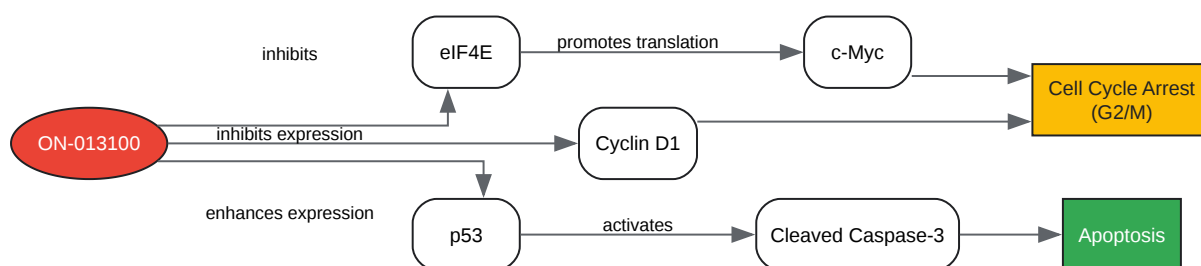 eIF4E
promotes translation
c-Myc
inhibits
Cell Cycle Arrest
(G2/M)
ON-013100
inhibits expression
Cyclin D1
enhances expression
p53
activates
Cleaved Caspase-3
Apoptosis